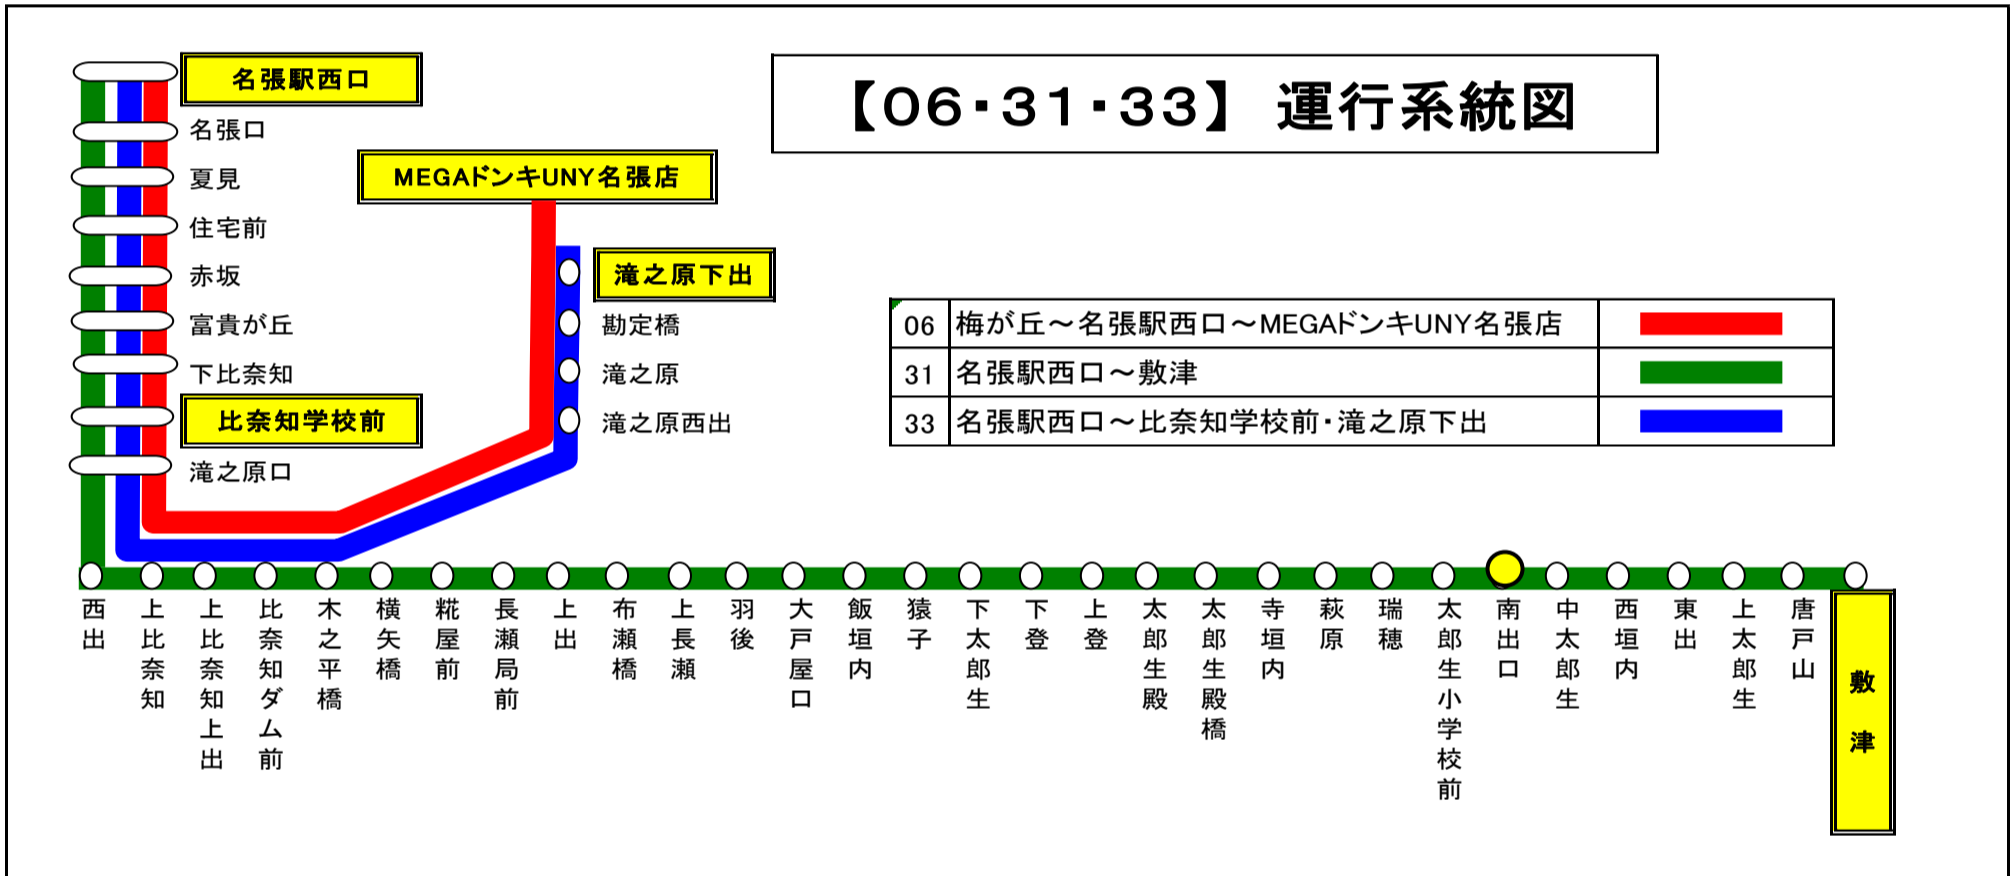 【06・31・33】 運行系統図
名張駅西口
名張口
夏見
住宅前
赤坂
富貴が丘
下比奈知
比奈知学校前
滝之原口
MEGAドンキUNY名張店
滝之原下出
勘定橋
滝之原
滝之原西出
06 梅が丘～名張駅西口～MEGAドンキUNY名張店
31 名張駅西口～敷津
33 名張駅西口～比奈知学校前・滝之原下出
西出
上比奈知
上比奈知上出
比奈知ダム前
木之平橋
横矢橋
糀屋前
長瀬局前
上出
布瀬橋
上長瀬
羽後
大戸屋口
飯垣内
猿子
下太郎生
下登
上登
太郎生殿
太郎生殿橋
寺垣内
萩原
瑞穂
太郎生小学校前
南出口
中太郎生
西垣内
東出
上太郎生
唐戸山
敷津